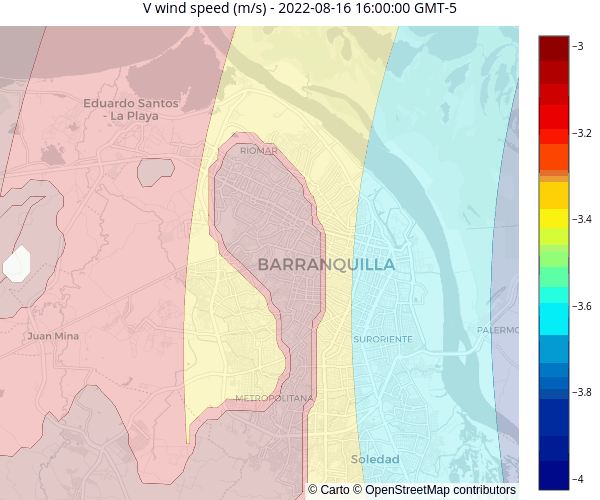 V wind speed (m/s) - 2022-08-16 16:00:00 GMT-5
−3
Eduardo Santos
- La Playa
−3.2
RIOMAR
−3.4
BARRANQUILLA
−3.6
PALERMO
Juan Mina
SURORIENTE
−3.8
METROPOLITANA
Soledad
−4
© Carto © OpenStreetMap contributors